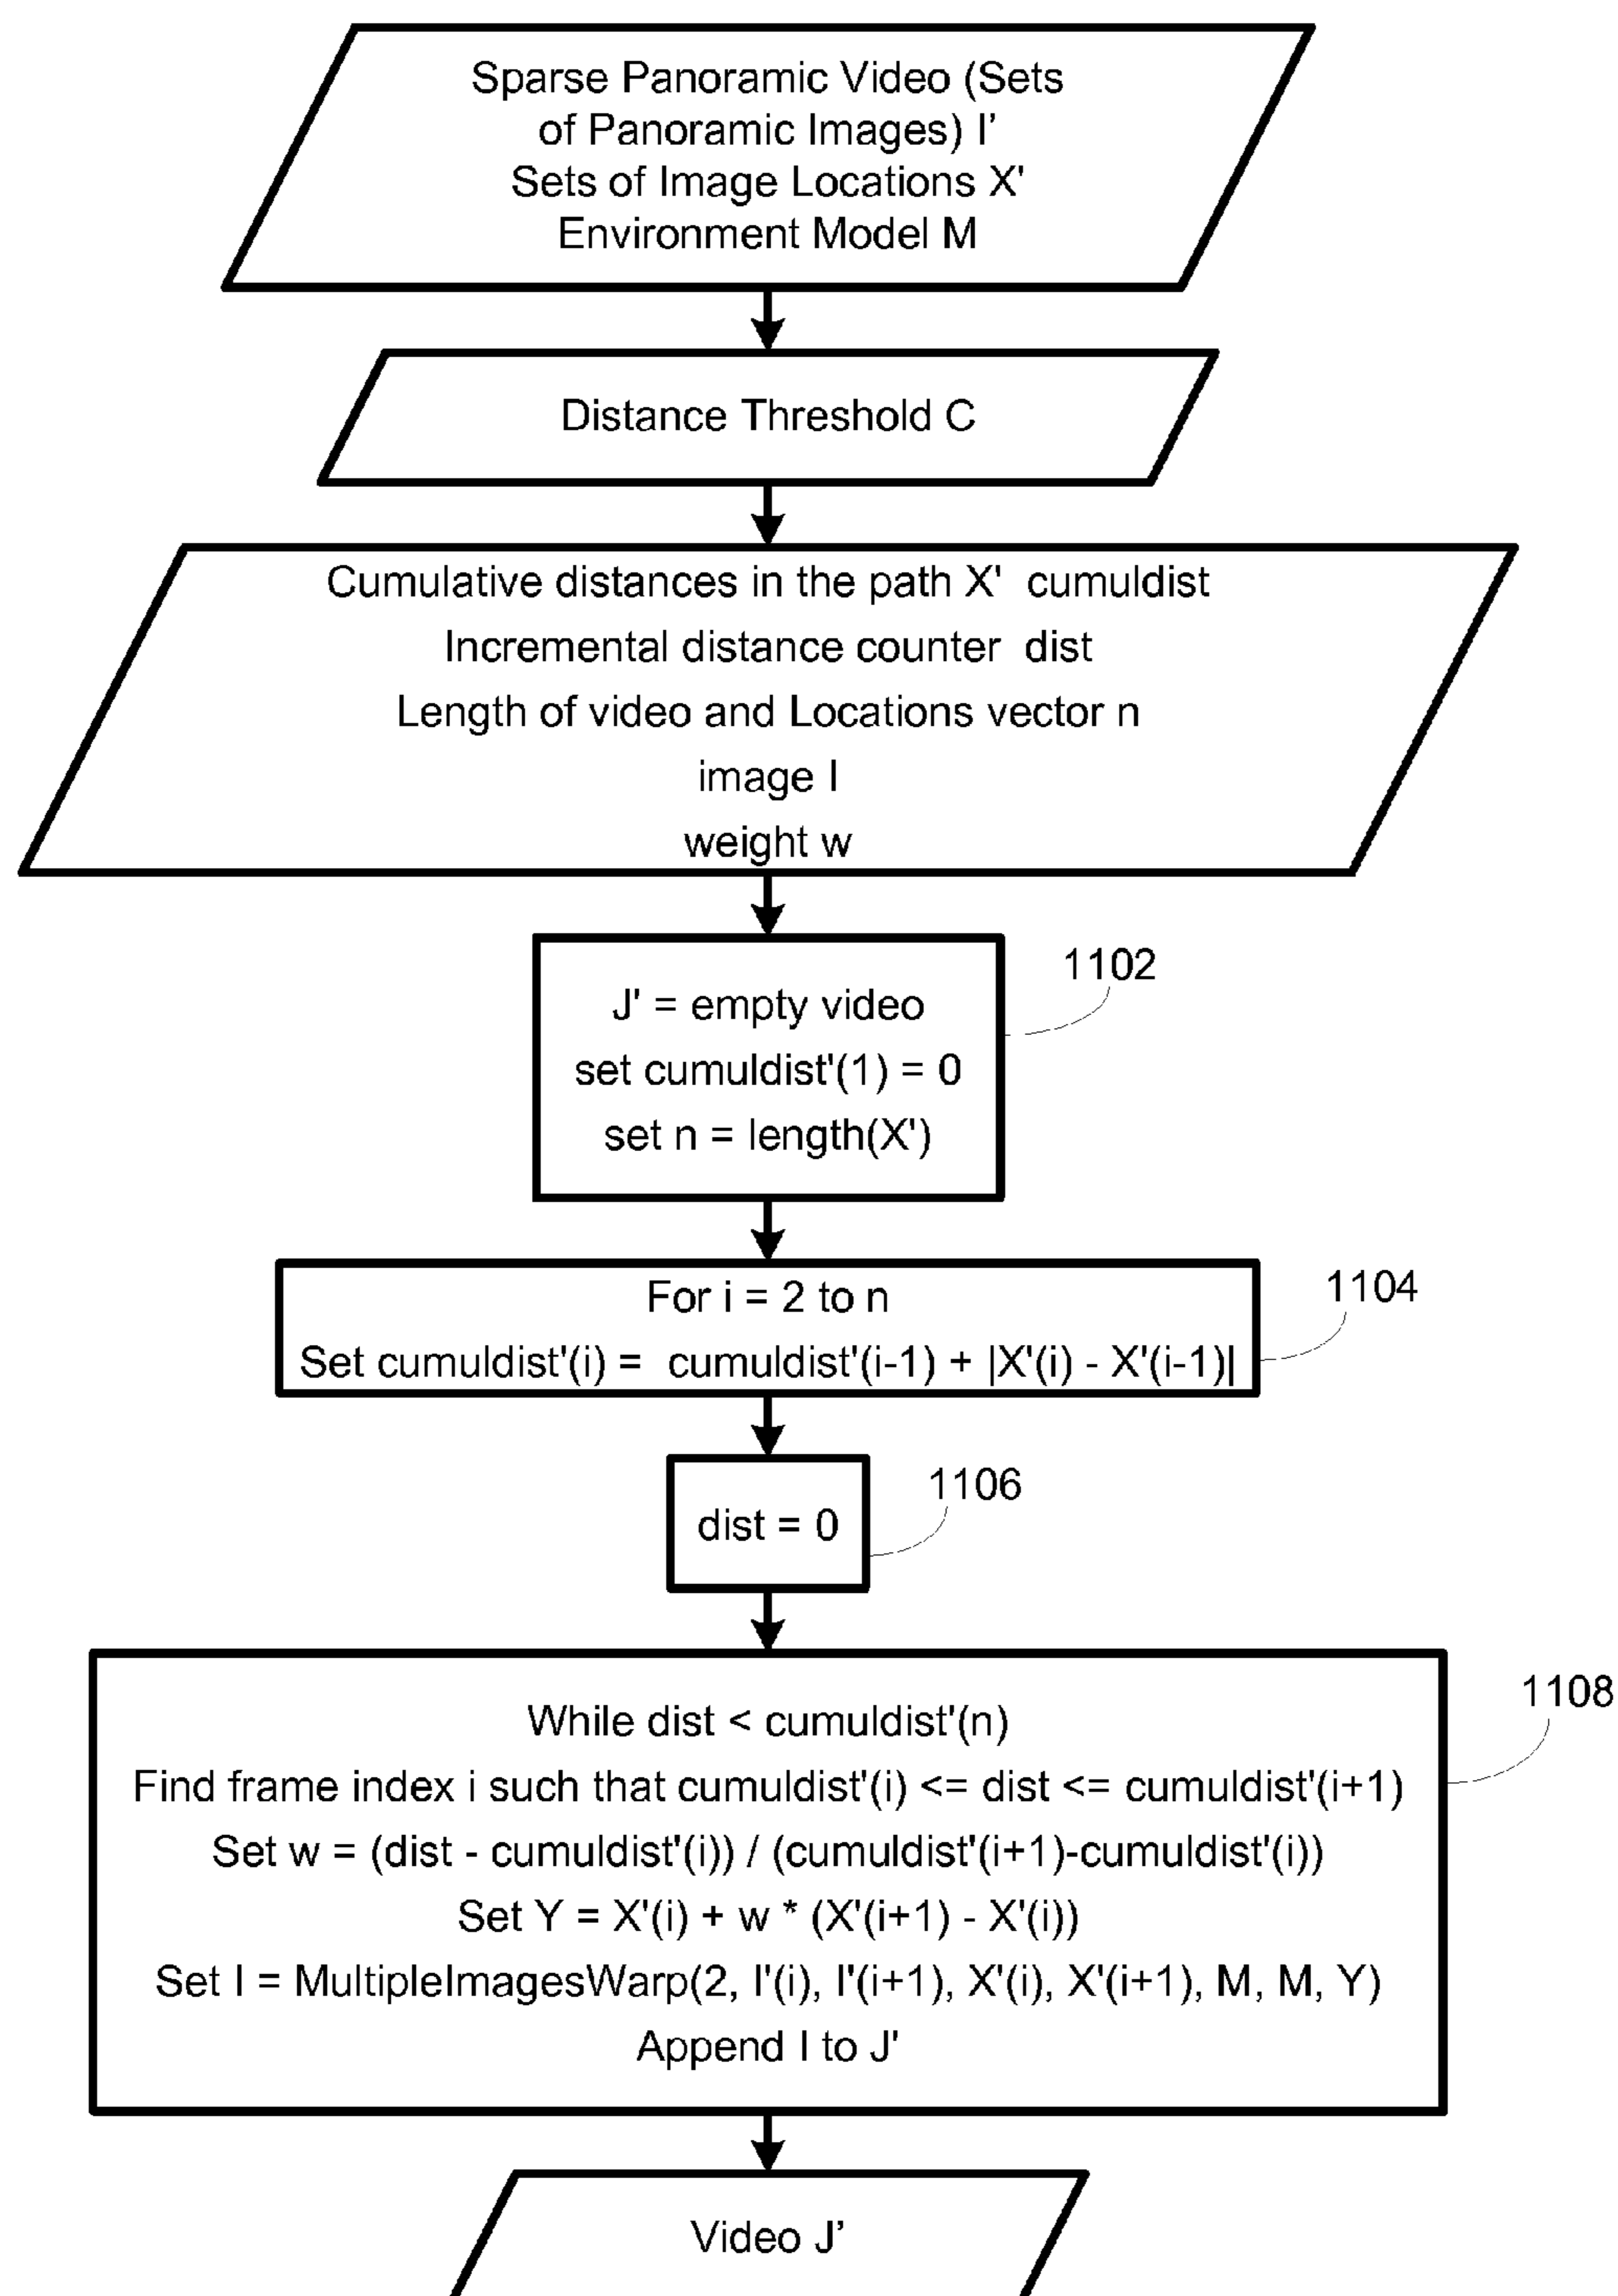 Sparse Panoramic Video (Sets
of Panoramic Images) I’
Sets of Image Locations X'
Environment Model M
Distance Threshold C
Cumulative distances in the path X' cumuldist
Incremental distance counter dist
Length of video and Locations vector n
image I
weight w
1102
J' = empty video
set cumuldist'(1) = 0
set n = length(X')
1104
For i = 2 to n
Set cumuldist'(i) = cumuldist'(i-1) + |X'(i) - X'(i-1)|
1106
dist = 0
1108
While dist < cumuldist'(n)
Find frame index i such that cumuldist'(i) <= dist <= cumuldist'(i+1)
Set w = (dist - cumuldist'(i)) / (cumuldist'(i+1)-cumuldist'(i))
Set Y = X'(i) + w * (X'(i+1) - X'(i))
Set I = MultipleImagesWarp(2, I'(i), I'(i+1), X'(i), X'(i+1), M, M, Y)
Append I to J'
Video J’